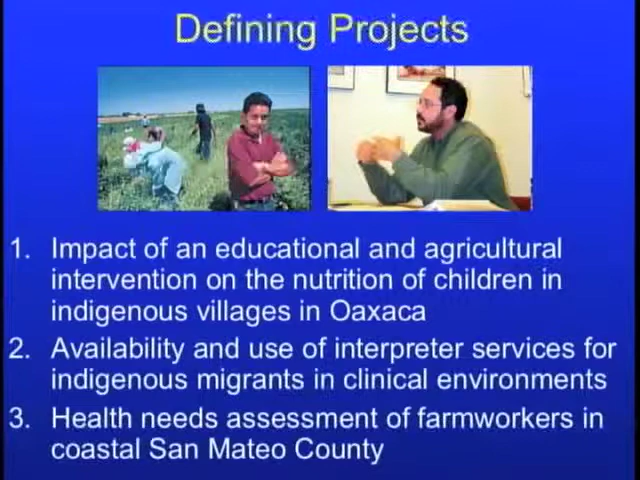 Defining Projects
1. Impact of an educational and agricultural
intervention on the nutrition of children in
indigenous villages in Oaxaca
2. Availability and use of interpreter services for
indigenous migrants in clinical environments
3. Health needs assessment of farmworkers in
coastal San Mateo County